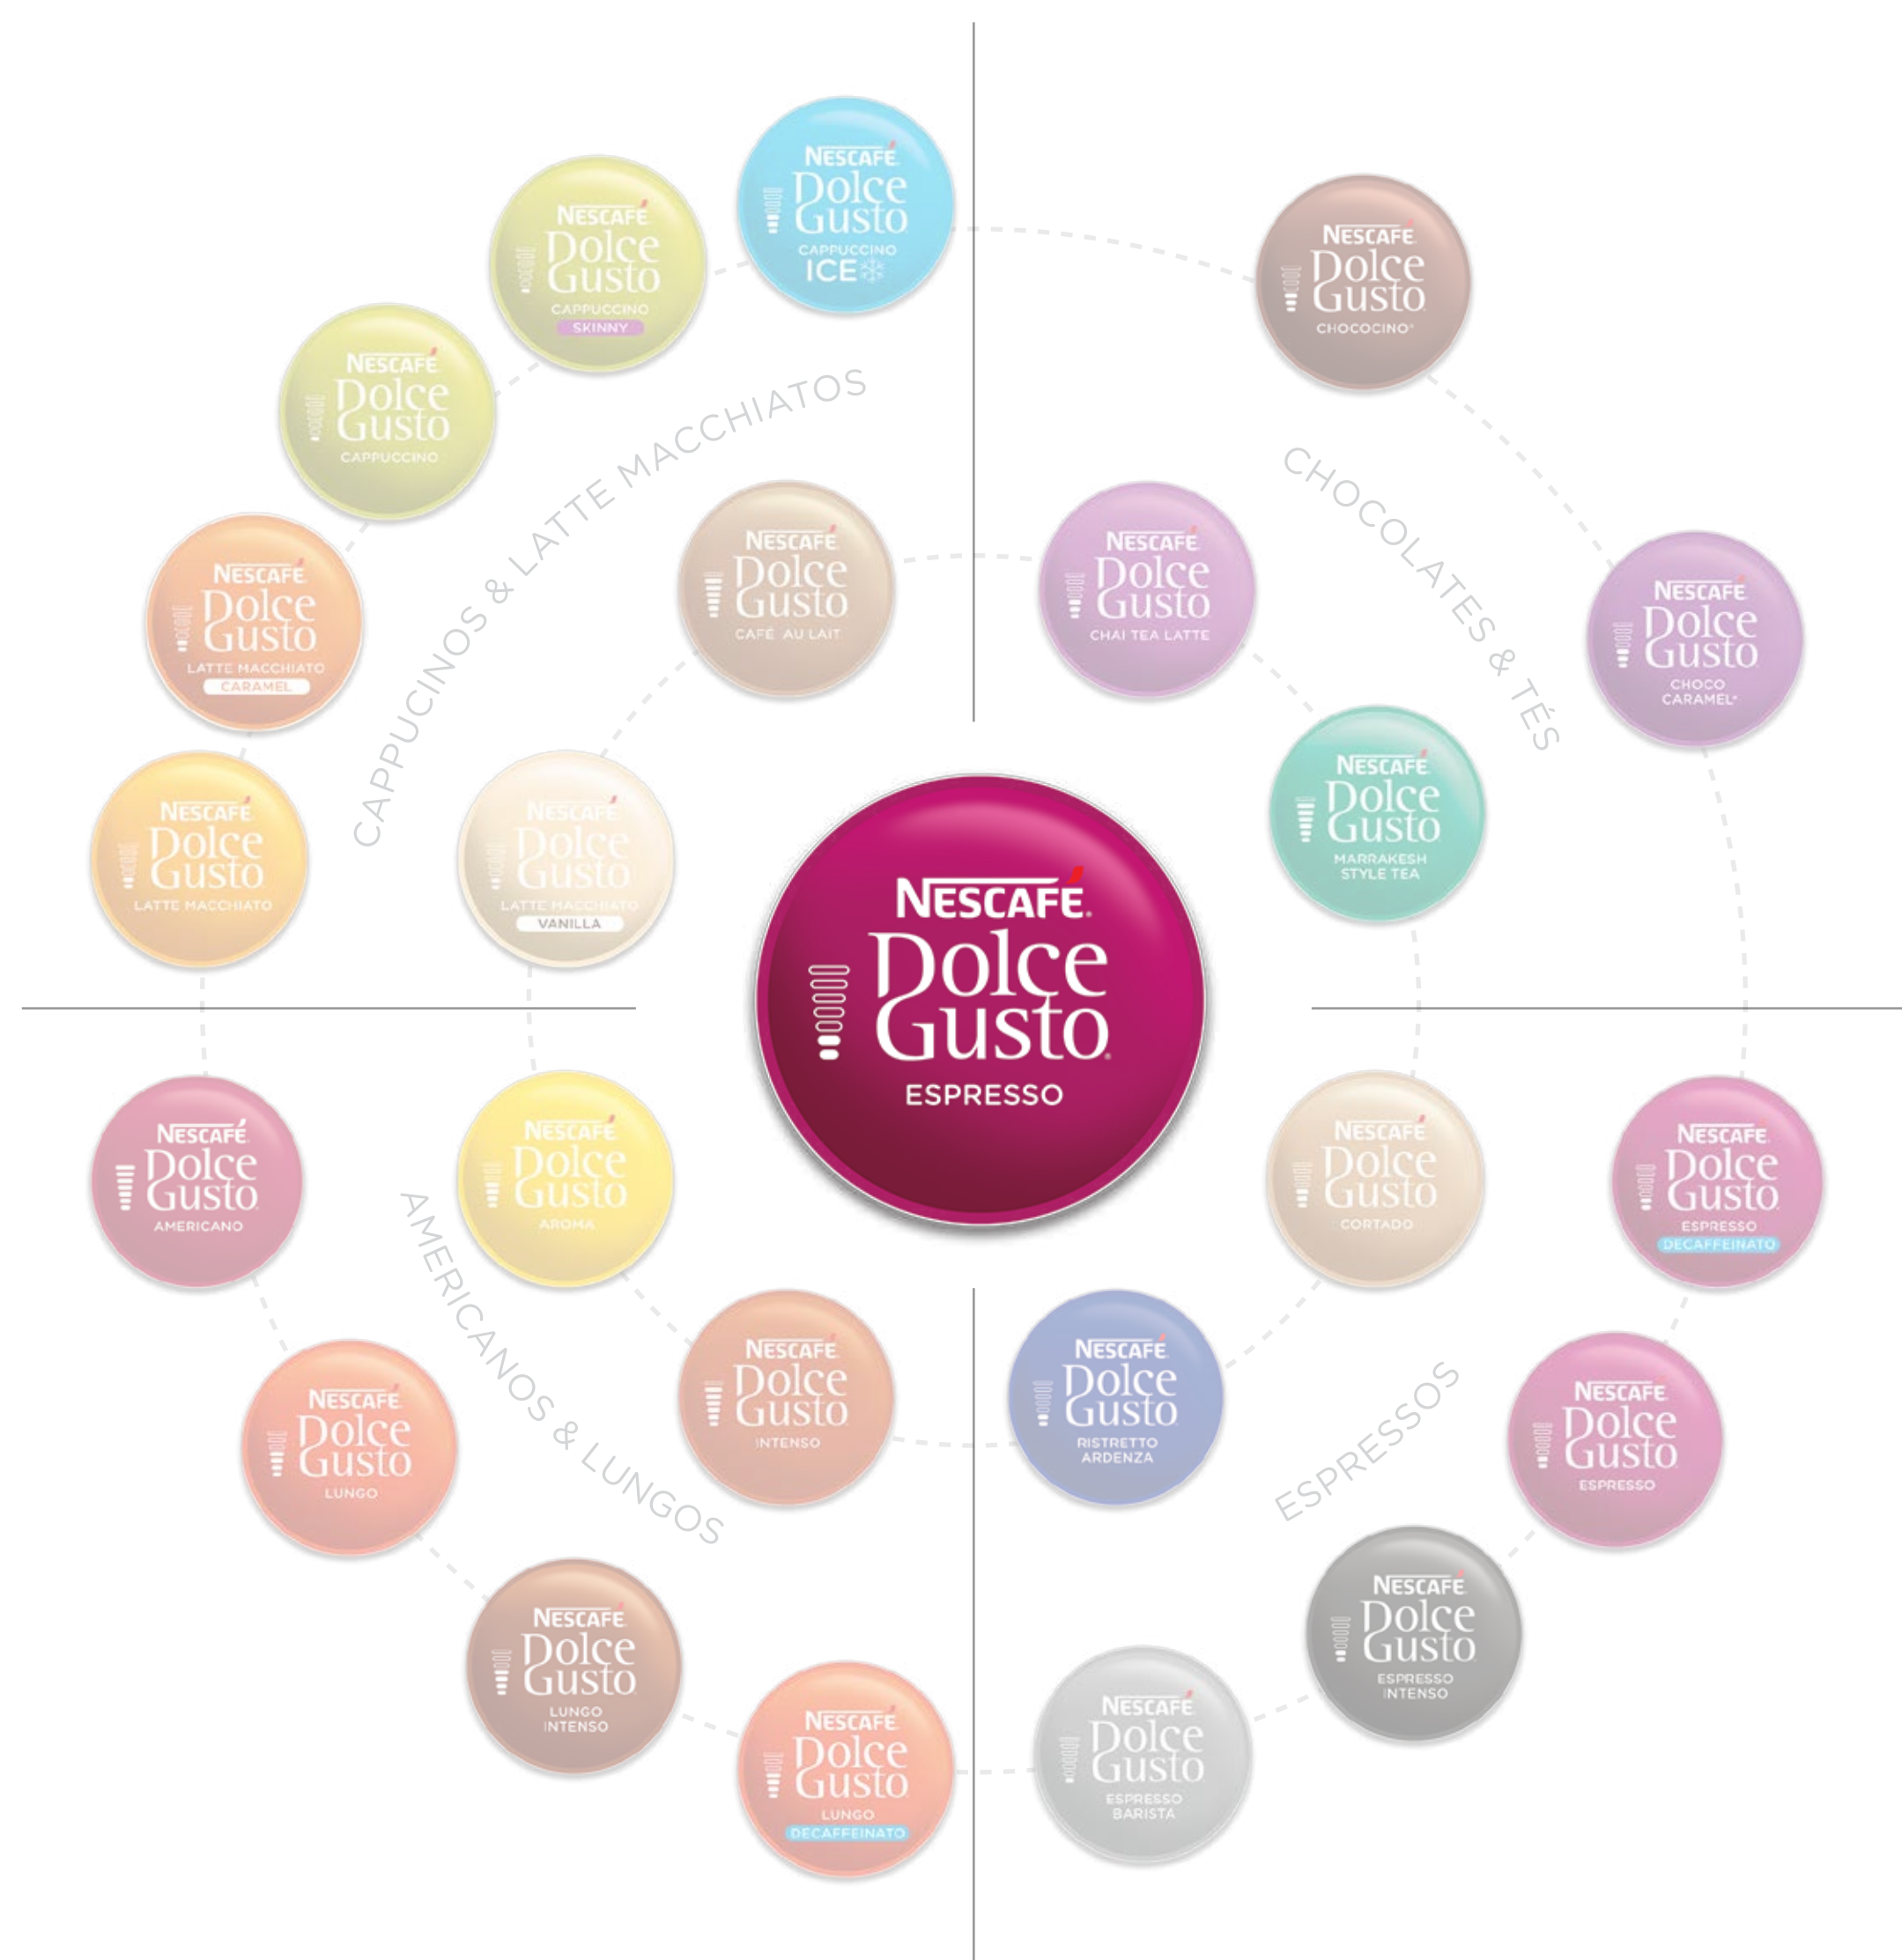 NESCAFÉ
Dolce
Gusto
CAPPUCCINO
ICE
NESCAFÉ
Dolce
Gusto
CAPPUCCINO
SKINNY
NESCAFÉ
Dolce
Gusto
CAPPUCCINO
NESCAFÉ
Dolce
Gusto
LATTE MACCHIATO
CARAMEL
NESCAFÉ
Dolce
Gusto
LATTE MACCHIATO
CAPPUCINOS & LATTE MACCHIATOS
NESCAFÉ
Dolce
Gusto
CAFÉ AU LAIT
NESCAFÉ
Dolce
Gusto
LATTE MACCHIATO
VANILLA
NESCAFÉ
Dolce
Gusto
CHOCOCINO*
NESCAFÉ
Dolce
Gusto
CHOCO
CARAMEL*
CHOCOLATES & TÉS
NESCAFÉ
Dolce
Gusto
CHAI TEA LATTE
NESCAFÉ
Dolce
Gusto
MARRAKESH
STYLE TEA
NESCAFÉ®
Dolce
Gusto®
ESPRESSO
NESCAFÉ
Dolce
Gusto
AMERICANO
NESCAFÉ
Dolce
Gusto
AROMA
AMERICANOS & LUNGOS
NESCAFÉ
Dolce
Gusto
INTENSO
NESCAFÉ
Dolce
Gusto
LUNGO
NESCAFÉ
Dolce
Gusto
LUNGO
INTENSO
NESCAFÉ
Dolce
Gusto
LUNGO
DECAFFEINATO
NESCAFÉ
Dolce
Gusto
CORTADO
NESCAFÉ
Dolce
Gusto
ESPRESSO
DECAFFEINATO
NESCAFÉ
Dolce
Gusto
RISTRETTO
ARDENZA
ESPRESSOS
NESCAFÉ
Dolce
Gusto
ESPRESSO
NESCAFÉ
Dolce
Gusto
ESPRESSO
INTENSO
NESCAFÉ
Dolce
Gusto
ESPRESSO
BARISTA